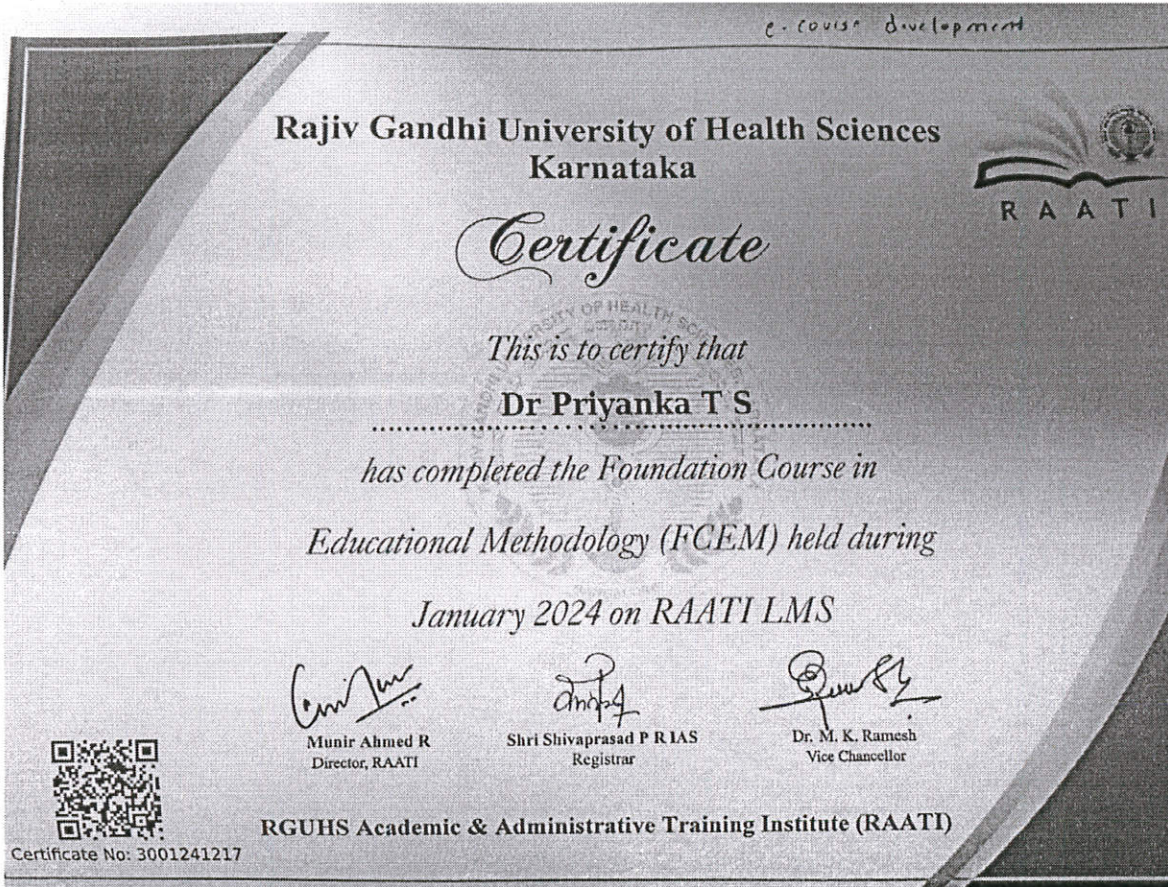 e-course development
Rajiv Gandhi University of Health Sciences
Karnataka
RAATI
Certificate
This is to certify that
Dr Priyanka T S
has completed the Foundation Course in
Educational Methodology (FCEM) held during
January 2024 on RAATI LMS
Munir Ahmed R
Director, RAATI
Shri Shivaprasad P R IAS
Registrar
Dr. M. K. Ramesh
Vice Chancellor
RGUHS Academic & Administrative Training Institute (RAATI)
Certificate No: 3001241217